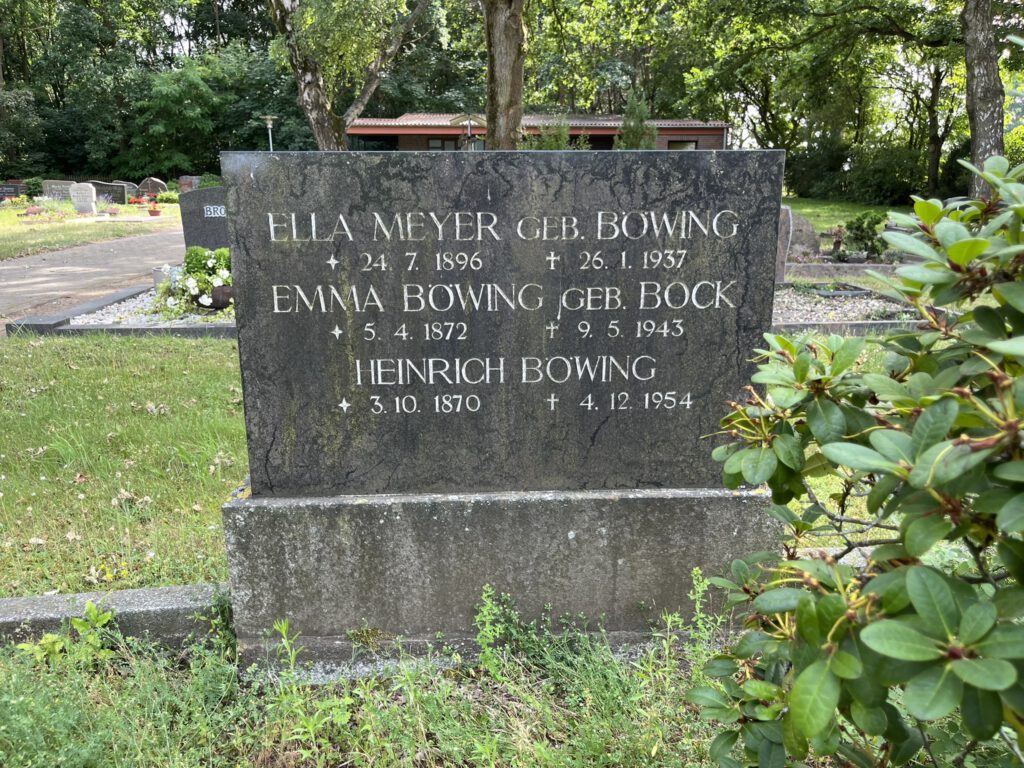 ELLA MEYER GEB. BÖWING
✦ 24. 7. 1896 ✝ 26. 1. 1937
EMMA BÖWING GEB. BOCK
✦ 5. 4. 1872 ✝ 9. 5. 1943
HEINRICH BÖWING
✦ 3. 10. 1870 ✝ 4. 12. 1954